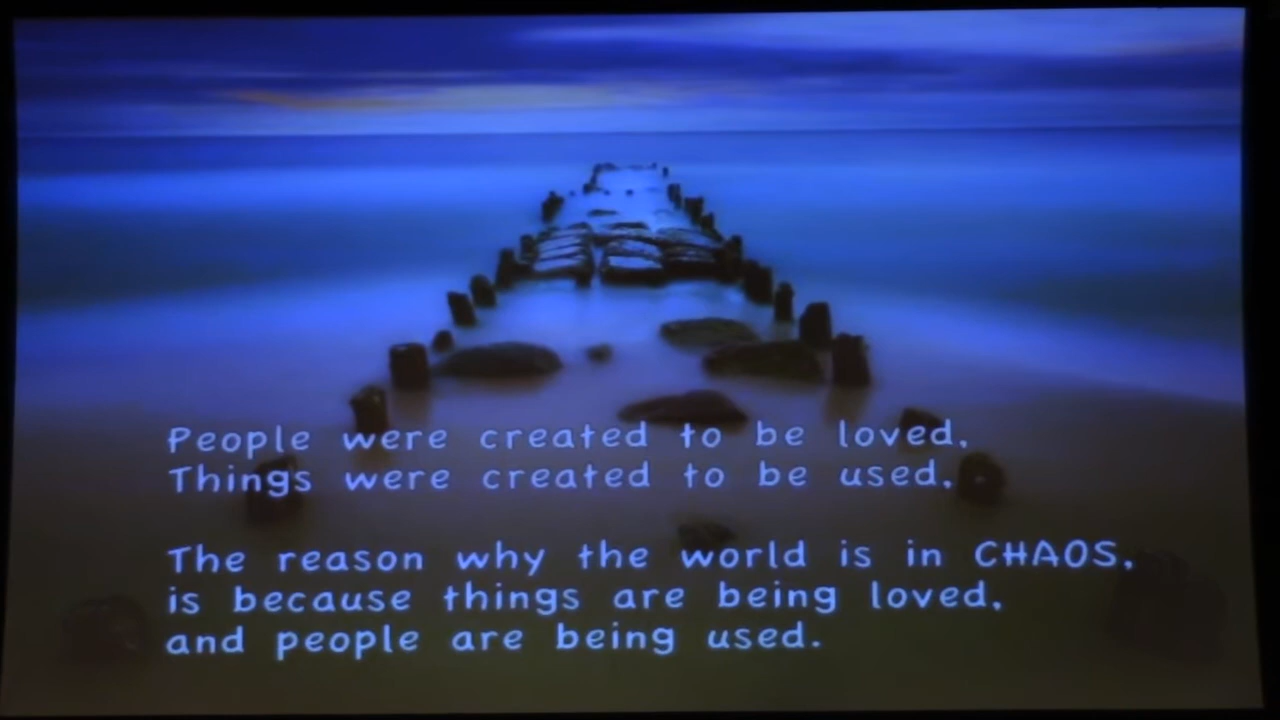 People were created to be loved,
Things were created to be used,
The reason why the world is in CHAOS,
is because things are being loved,
and people are being used.